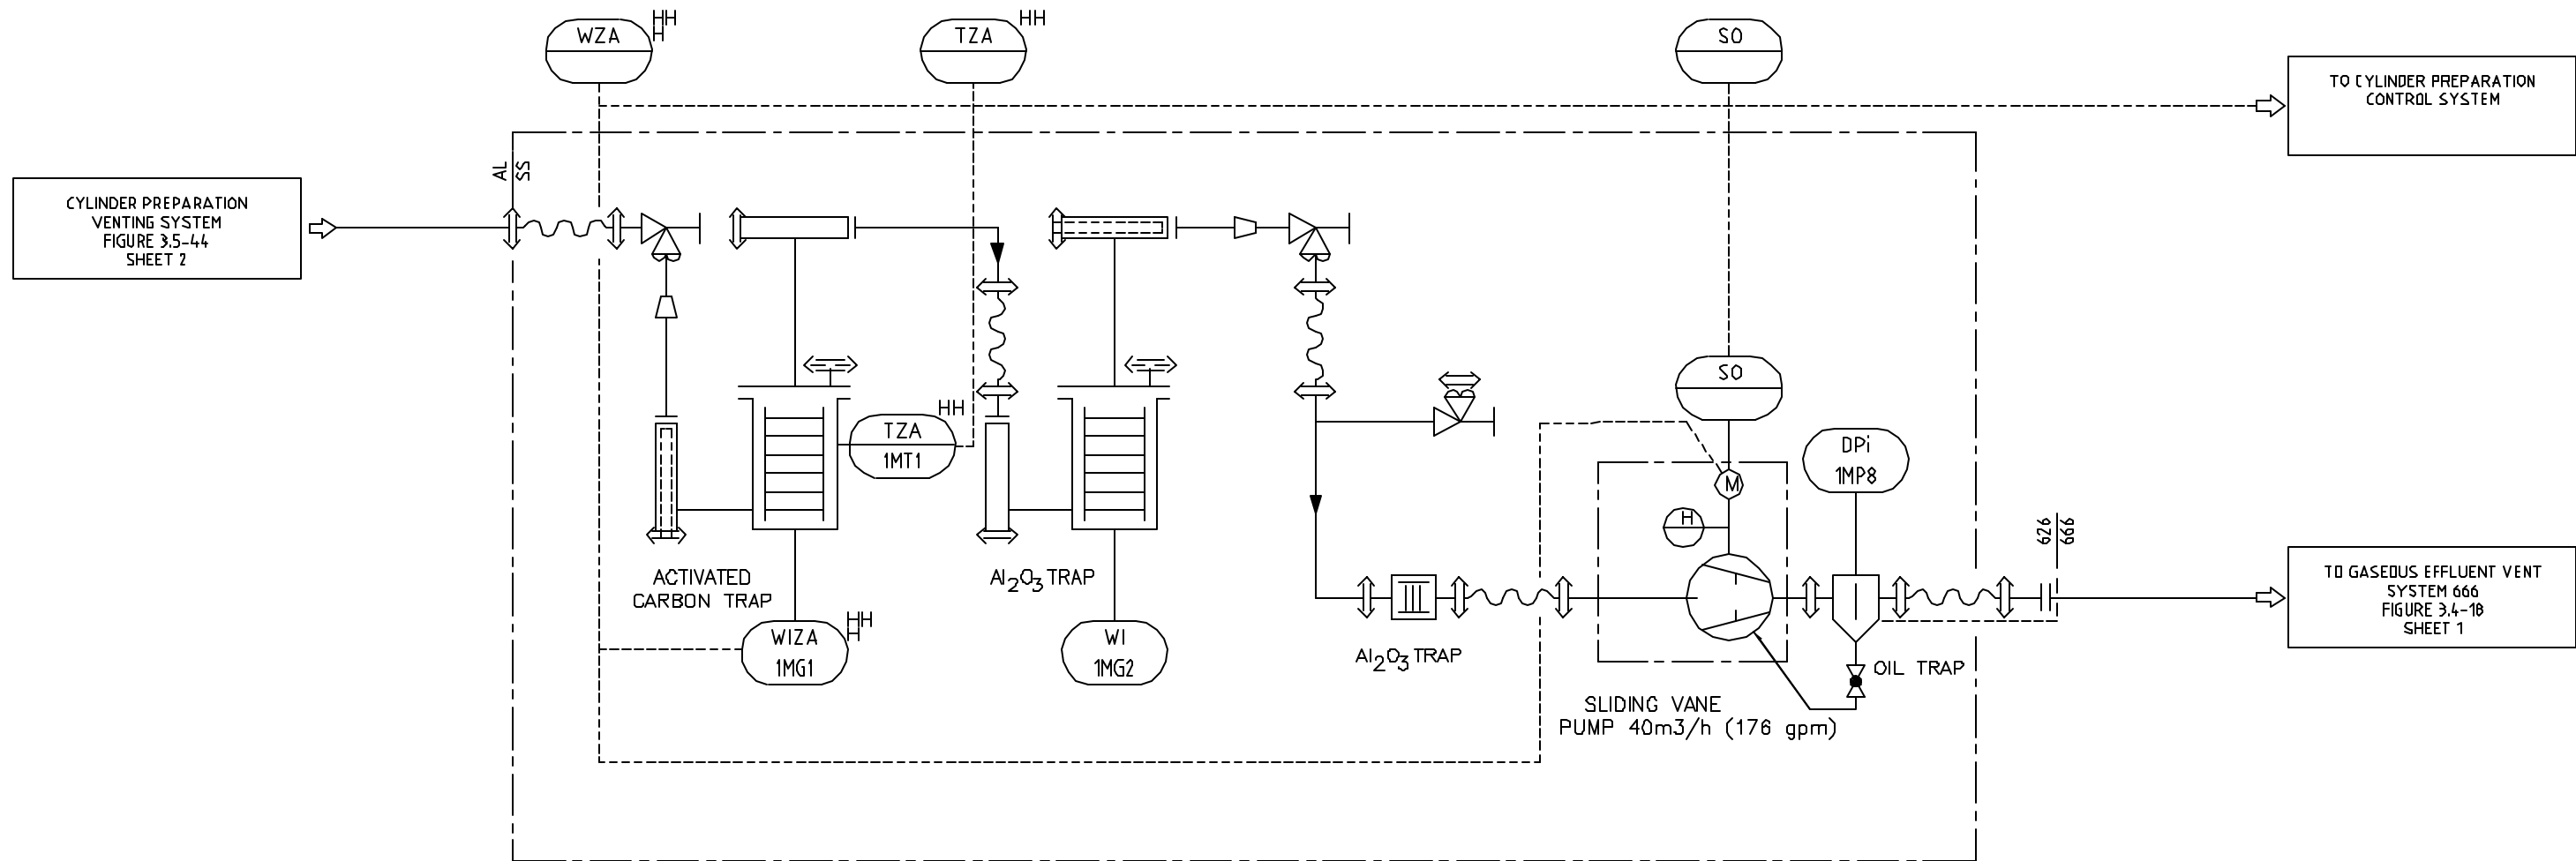 HH
WZA
H
HH
TZA
SO
TO CYLINDER PREPARATION
CONTROL SYSTEM
AL
SS
CYLINDER PREPARATION
VENTING SYSTEM
FIGURE 3.5-44
SHEET 2
SO
HH
TZA
1MT1
DPi
1MP8
M
H
626
666
ACTIVATED
CARBON TRAP
Al2O3 TRAP
TO GASEOUS EFFLUENT VENT
SYSTEM 666
FIGURE 3.4-18
SHEET 1
HH
H
WIZA
1MG1
WI
1MG2
Al2O3 TRAP
OIL TRAP
SLIDING VANE
PUMP 40m3/h (176 gpm)